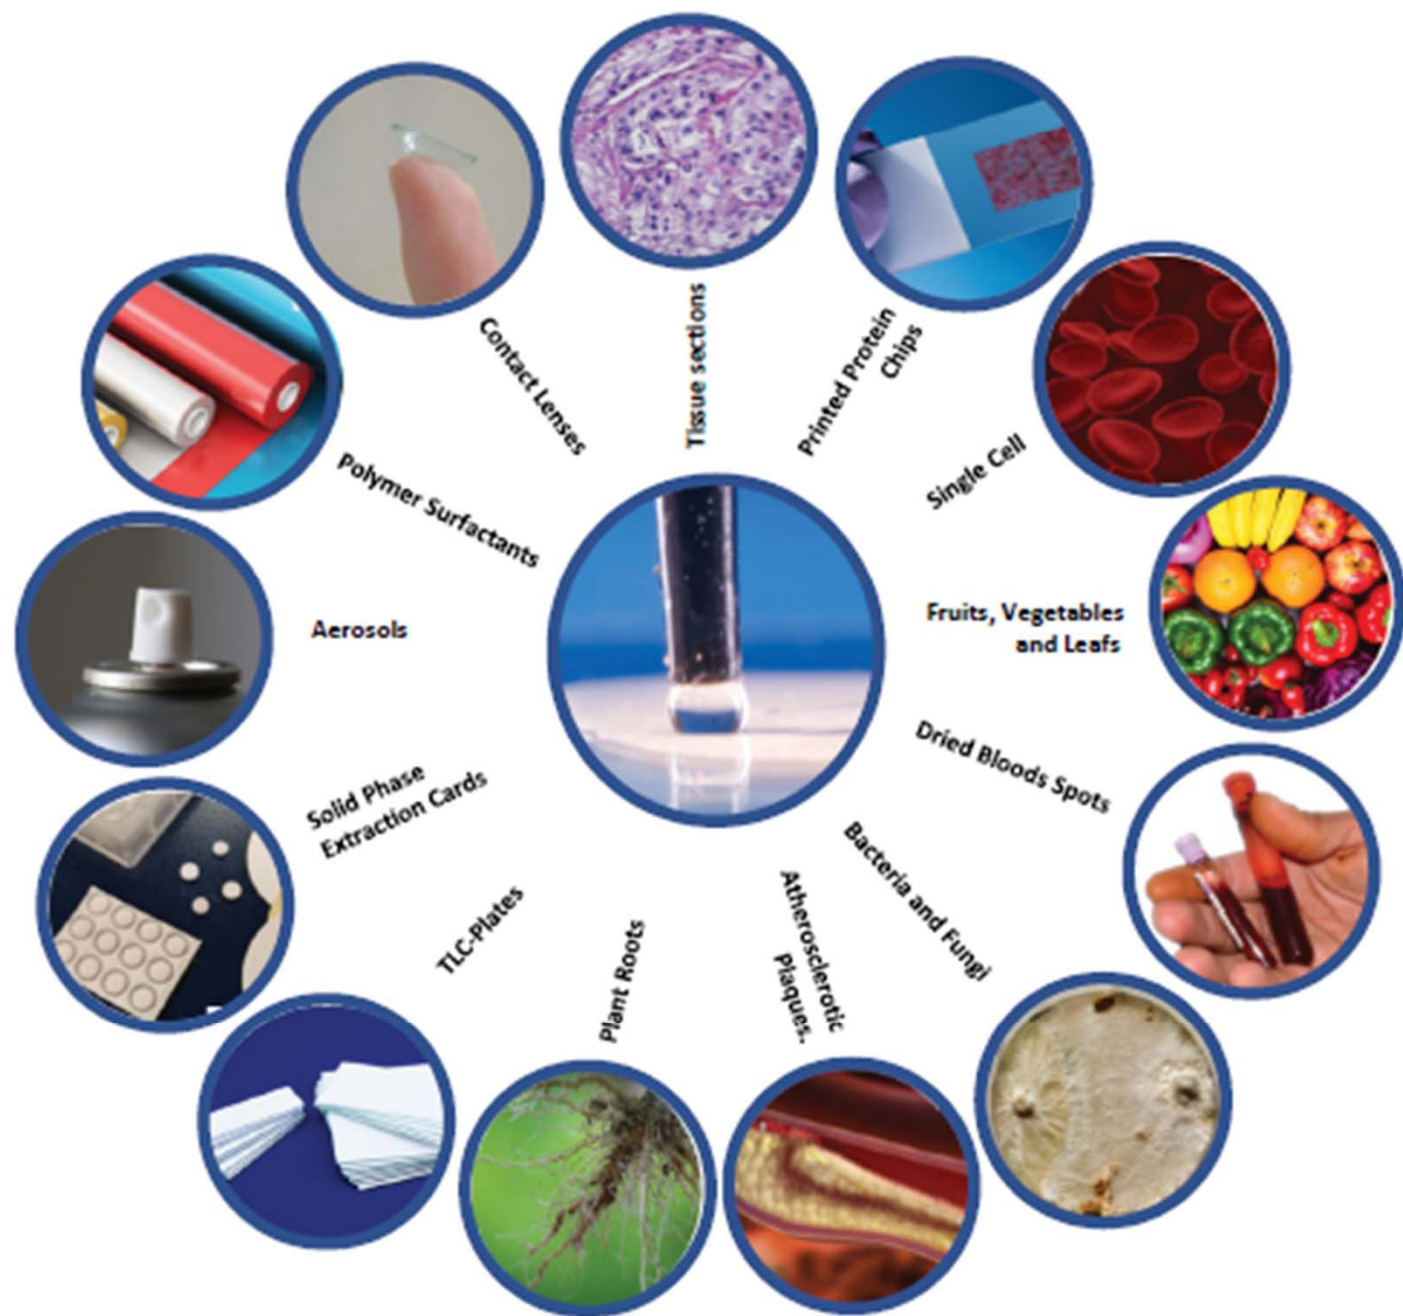 Tissue sections
Printed Protein
Chips
Single Cell
Fruits, Vegetables
and Leafs
Dried Bloods Spots
Bacteria and Fungi
Atherosclerotic
Plaques.
Plant Roots
TLC-Plates
Solid Phase
Extraction Cards
Aerosols
Polymer Surfactants
Contact Lenses